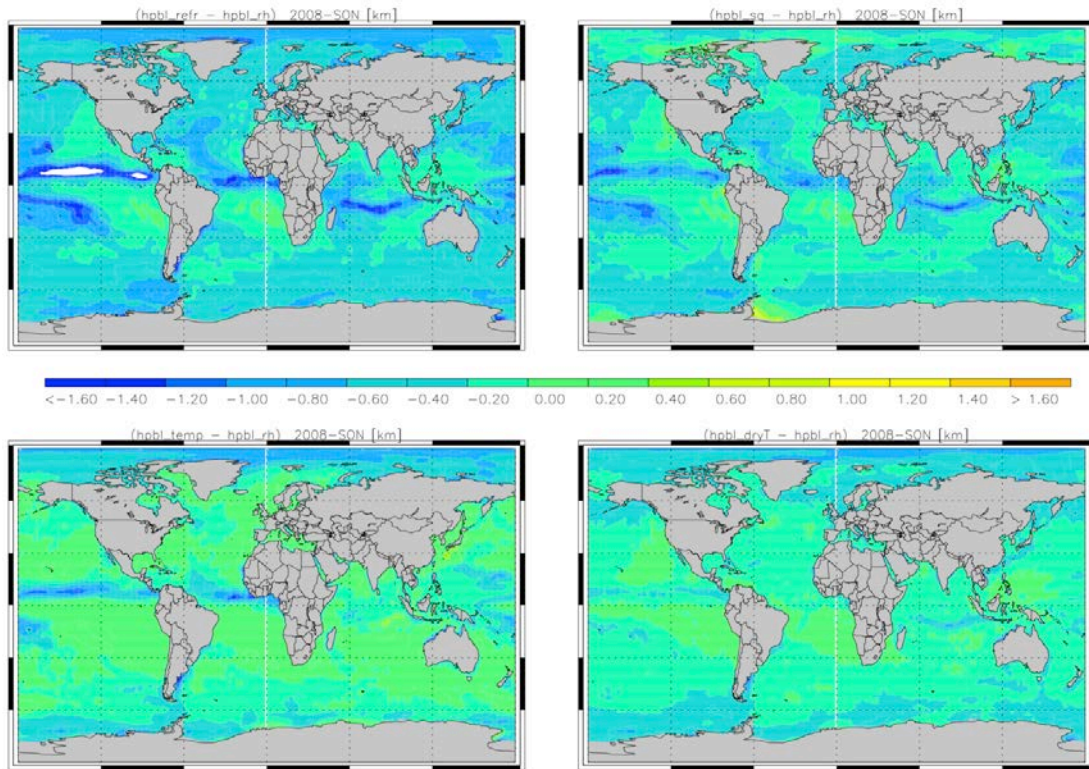 (hpbl_refr - hpbl_rh) 2008-SON [km]
(hpbl_sq - hpbl_rh) 2008-SON [km]
<-1.60 -1.40 -1.20 -1.00 -0.80 -0.60 -0.40 -0.20 0.00 0.20 0.40 0.60 0.80 1.00 1.20 1.40 > 1.60
(hpbl_temp - hpbl_rh) 2008-SON [km]
(hpbl_dryT - hpbl_rh) 2008-SON [km]